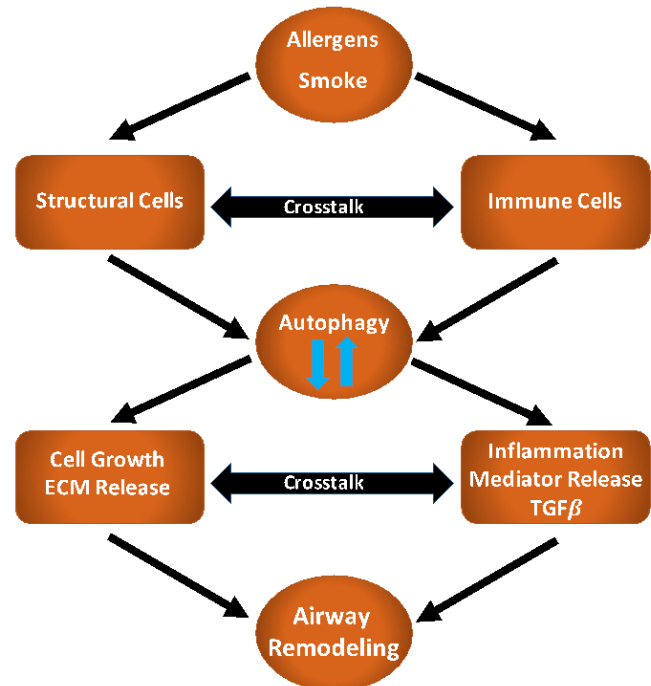 Allergens
Smoke
Structural Cells
Crosstalk
Immune Cells
Autophagy
Cell Growth
ECM Release
Crosstalk
Inflammation
Mediator Release
TGFβ
Airway
Remodeling